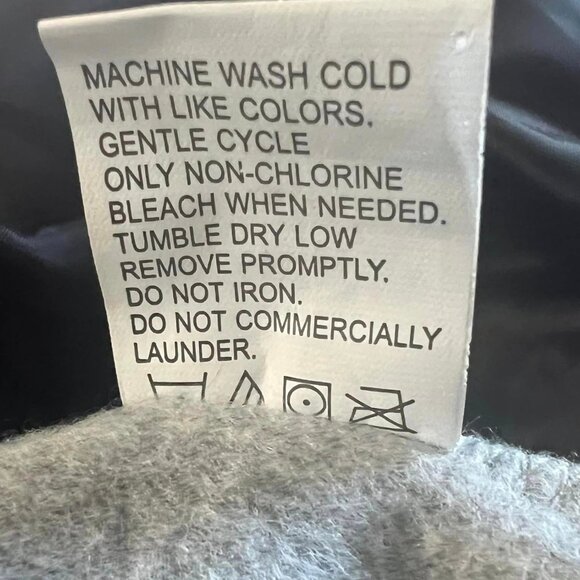 MACHINE WASH COLD
WITH LIKE COLORS.
GENTLE CYCLE
ONLY NON-CHLORINE
BLEACH WHEN NEEDED.
TUMBLE DRY LOW
REMOVE PROMPTLY.
DO NOT IRON.
DO NOT COMMERCIALLY
LAUNDER.